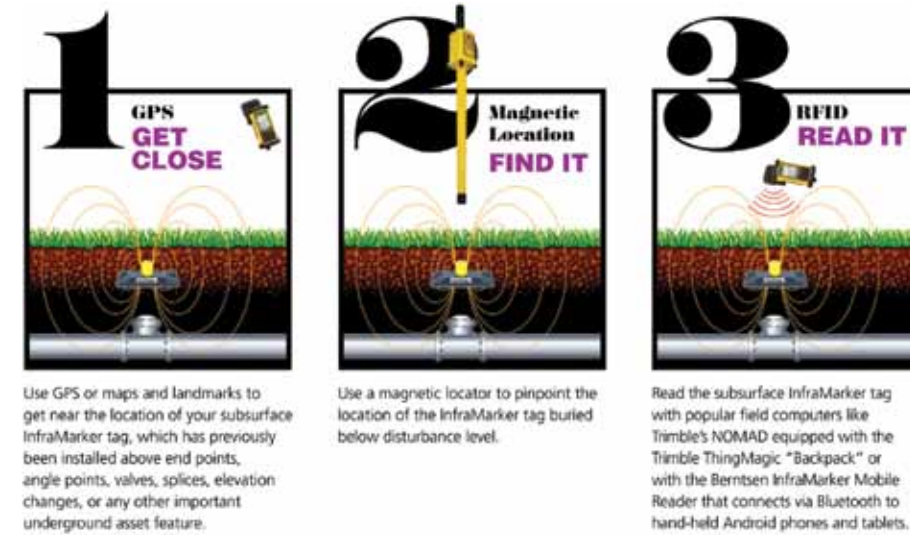 1
GPS
GET
CLOSE
Use GPS or maps and landmarks to
get near the location of your subsurface
InfraMarker tag, which has previously
been installed above end points,
angle points, valves, splices, elevation
changes, or any other important
underground asset feature.
2
Magnetic
Location
FIND IT
Use a magnetic locator to pinpoint the
location of the InfraMarker tag buried
below disturbance level.
3
RFID
READ IT
Read the subsurface InfraMarker tag
with popular field computers like
Trimble's NOMAD equipped with the
Trimble ThingMagic "Backpack" or
with the Berntsen InfraMarker Mobile
Reader that connects via Bluetooth to
hand-held Android phones and tablets.